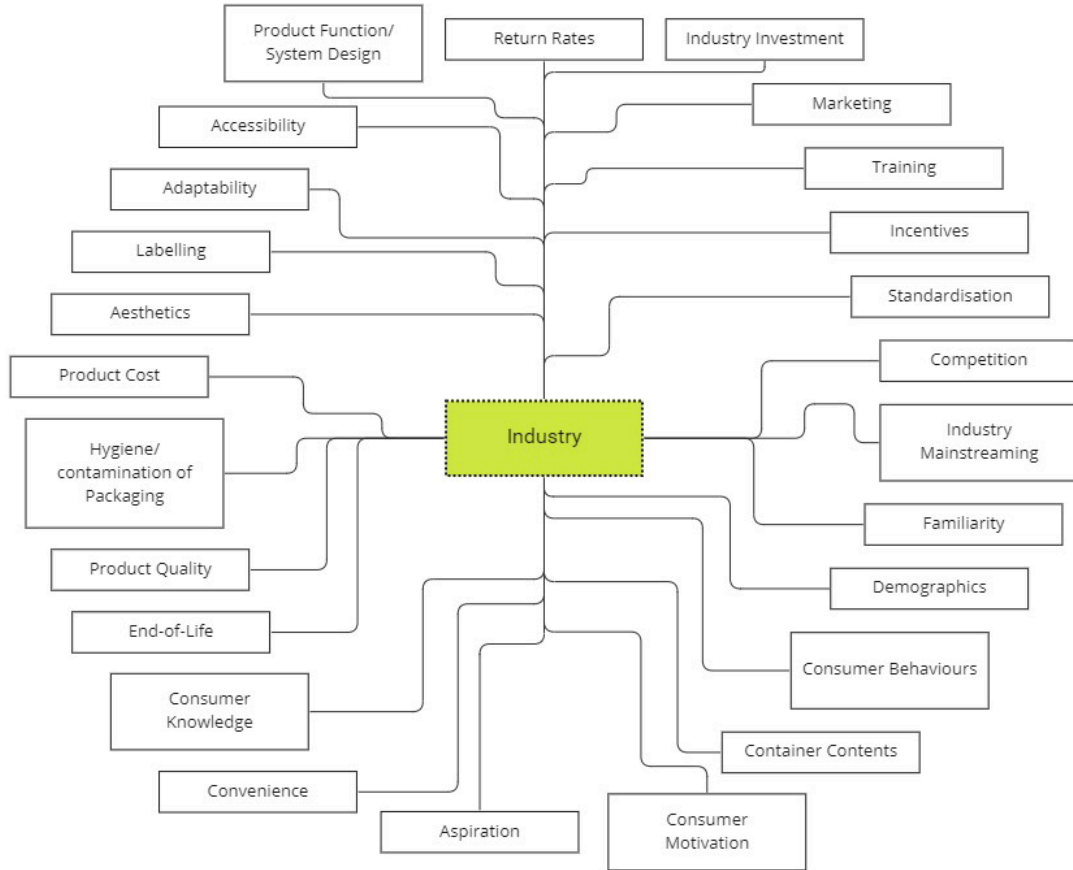 Product Function/
System Design
Return Rates
Industry Investment
Accessibility
Marketing
Adaptability
Training
Labelling
Incentives
Aesthetics
Standardisation
Product Cost
Competition
Industry
Hygiene/
contamination of
Packaging
Industry
Mainstreaming
Product Quality
Familiarity
End-of-Life
Demographics
Consumer
Knowledge
Consumer Behaviours
Convenience
Container Contents
Aspiration
Consumer
Motivation